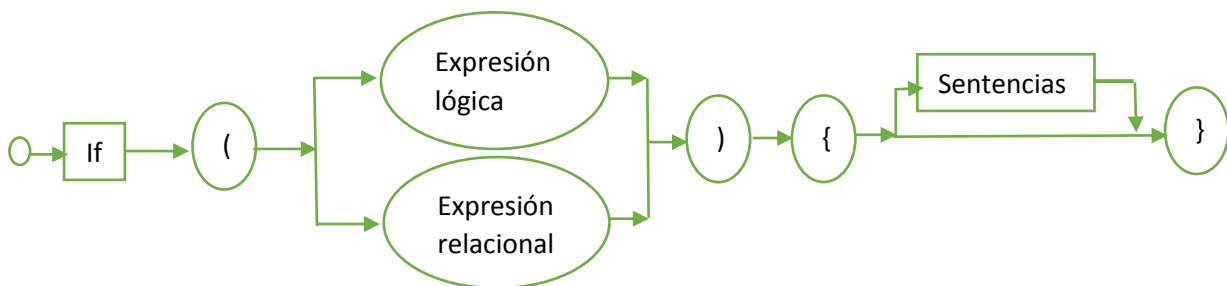 If
(
Expresión
lógica
Expresión
relacional
)
{
Sentencias
}